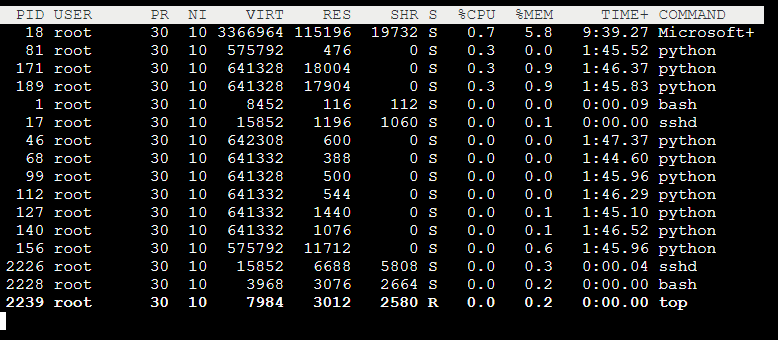 PID USER PR NI VIRT RES SHR S %CPU %MEM TIME+ COMMAND
18 root 30 10 3366964 115196 19732 S 0.7 5.8 9:39.27 Microsoft+
81 root 30 10 575792 476 0 S 0.3 0.0 1:45.52 python
171 root 30 10 641328 18004 0 S 0.3 0.9 1:46.37 python
189 root 30 10 641328 17904 0 S 0.3 0.9 1:45.83 python
1 root 30 10 8452 116 112 S 0.0 0.0 0:00.09 bash
17 root 30 10 15852 1196 1060 S 0.0 0.1 0:00.00 sshd
46 root 30 10 642308 600 0 S 0.0 0.0 1:47.37 python
68 root 30 10 641332 388 0 S 0.0 0.0 1:44.60 python
99 root 30 10 641328 500 0 S 0.0 0.0 1:45.96 python
112 root 30 10 641332 544 0 S 0.0 0.0 1:46.29 python
127 root 30 10 641332 1440 0 S 0.0 0.1 1:45.10 python
140 root 30 10 641332 1076 0 S 0.0 0.1 1:46.52 python
156 root 30 10 575792 11712 0 S 0.0 0.6 1:45.96 python
2226 root 30 10 15852 6688 5808 S 0.0 0.3 0:00.04 sshd
2228 root 30 10 3968 3076 2664 S 0.0 0.2 0:00.00 bash
2239 root 30 10 7984 3012 2580 R 0.0 0.2 0:00.00 top